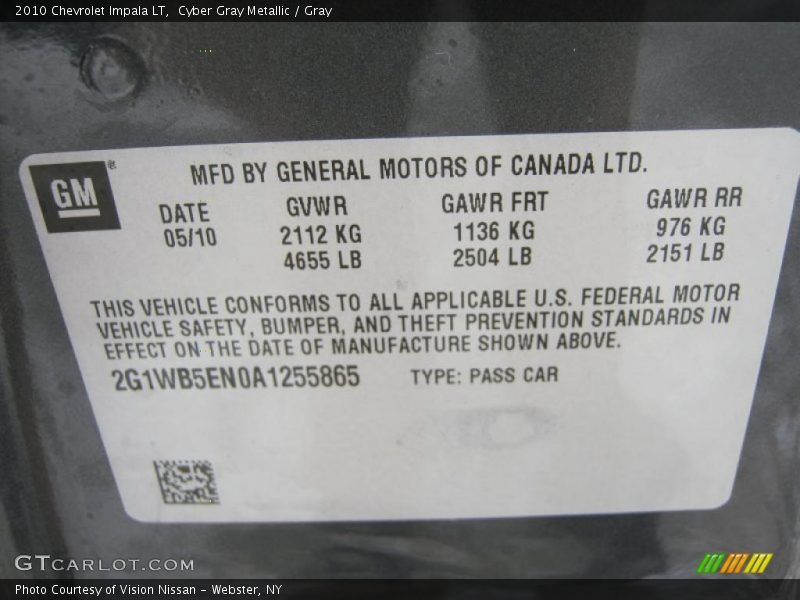 2010 Chevrolet Impala LT, Cyber Gray Metallic / Gray
GM®
MFD BY GENERAL MOTORS OF CANADA LTD.
DATE GVWR GAWR FRT GAWR RR
05/10 2112 KG 1136 KG 976 KG
4655 LB 2504 LB 2151 LB
THIS VEHICLE CONFORMS TO ALL APPLICABLE U.S. FEDERAL MOTOR
VEHICLE SAFETY, BUMPER, AND THEFT PREVENTION STANDARDS IN
EFFECT ON THE DATE OF MANUFACTURE SHOWN ABOVE.
2G1WB5EN0A1255865 TYPE: PASS CAR
GTCARLOT.COM
Photo Courtesy of Vision Nissan – Webster, NY